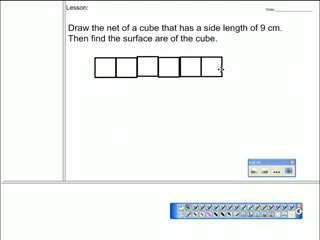 Lesson:
Date:
Draw the net of a cube that has a side length of 9 cm.
Then find the surface are of the cube.